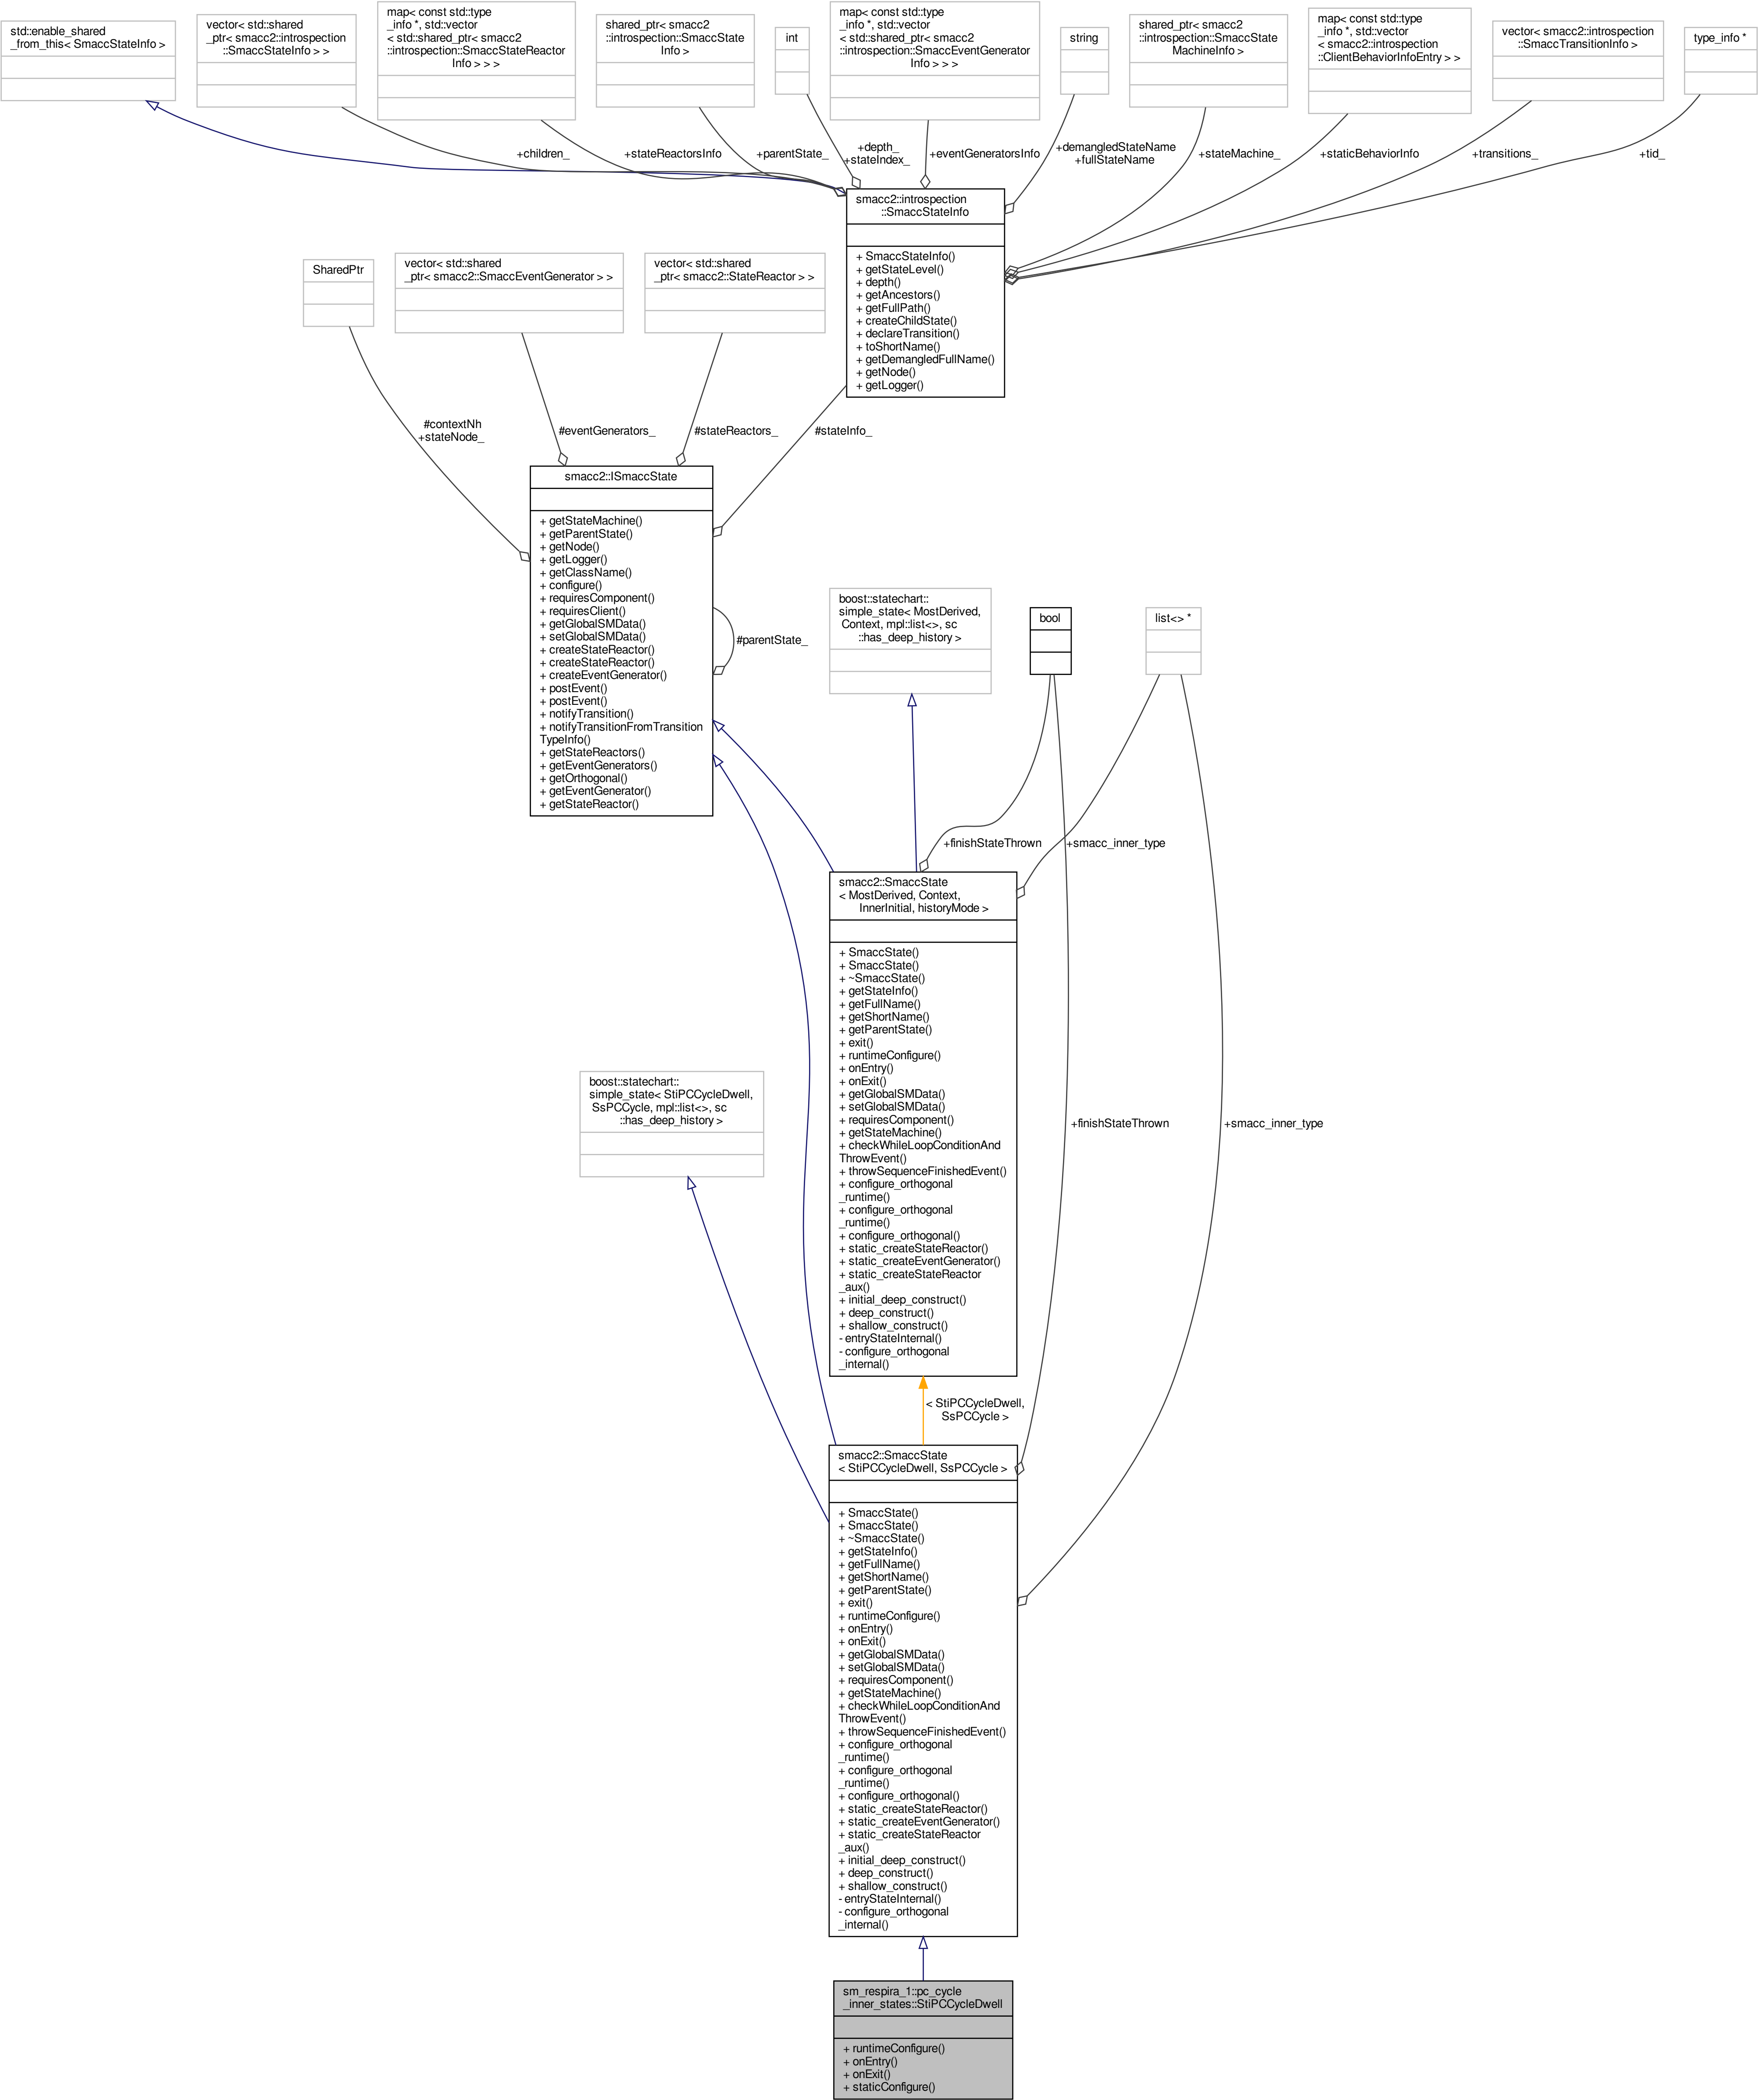 std::enable_shared
_from_this< SmaccStateInfo >
vector< std::shared
_ptr< smacc2::introspection
::SmaccStateInfo > >
map< const std::type
_info *, std::vector
< std::shared_ptr< smacc2
::introspection::SmaccStateReactor
Info > > >
shared_ptr< smacc2
::introspection::SmaccState
Info >
int
map< const std::type
_info *, std::vector
< std::shared_ptr< smacc2
::introspection::SmaccEventGenerator
Info > > >
string
shared_ptr< smacc2
::introspection::SmaccState
MachineInfo >
map< const std::type
_info *, std::vector
< smacc2::introspection
::ClientBehaviorInfoEntry > >
vector< smacc2::introspection
::SmaccTransitionInfo >
type_info *
+children_
+stateReactorsInfo
+parentState_
+depth_
+stateIndex_
+eventGeneratorsInfo
+demangledStateName
+fullStateName
+stateMachine_
+staticBehaviorInfo
+transitions_
+tid_
smacc2::introspection
::SmaccStateInfo
+ SmaccStateInfo()
+ getStateLevel()
+ depth()
+ getAncestors()
+ getFullPath()
+ createChildState()
+ declareTransition()
+ toShortName()
+ getDemangledFullName()
+ getNode()
+ getLogger()
SharedPtr
vector< std::shared
_ptr< smacc2::SmaccEventGenerator > >
vector< std::shared
_ptr< smacc2::StateReactor > >
#contextNh
+stateNode_
#eventGenerators_
#stateReactors_
#stateInfo_
smacc2::ISmaccState
+ getStateMachine()
+ getParentState()
+ getNode()
+ getLogger()
+ getClassName()
+ configure()
+ requiresComponent()
+ requiresClient()
+ getGlobalSMData()
+ setGlobalSMData()
+ createStateReactor()
+ createStateReactor()
+ createEventGenerator()
+ postEvent()
+ postEvent()
+ notifyTransition()
+ notifyTransitionFromTransition
TypeInfo()
+ getStateReactors()
+ getEventGenerators()
+ getOrthogonal()
+ getEventGenerator()
+ getStateReactor()
#parentState_
boost::statechart::
simple_state< MostDerived,
Context, mpl::list<>, sc
::has_deep_history >
bool
list<> *
+finishStateThrown
+smacc_inner_type
smacc2::SmaccState
< MostDerived, Context,
InnerInitial, historyMode >
+ SmaccState()
+ SmaccState()
+ ~SmaccState()
+ getStateInfo()
+ getFullName()
+ getShortName()
+ getParentState()
+ exit()
+ runtimeConfigure()
+ onEntry()
+ onExit()
+ getGlobalSMData()
+ setGlobalSMData()
+ requiresComponent()
+ getStateMachine()
+ checkWhileLoopConditionAnd
ThrowEvent()
+ throwSequenceFinishedEvent()
+ configure_orthogonal
_runtime()
+ configure_orthogonal
_runtime()
+ configure_orthogonal()
+ static_createStateReactor()
+ static_createEventGenerator()
+ static_createStateReactor
_aux()
+ initial_deep_construct()
+ deep_construct()
+ shallow_construct()
- entryStateInternal()
- configure_orthogonal
_internal()
boost::statechart::
simple_state< StiPCCycleDwell,
SsPCCycle, mpl::list<>, sc
::has_deep_history >
+finishStateThrown
+smacc_inner_type
< StiPCCycleDwell,
SsPCCycle >
smacc2::SmaccState
< StiPCCycleDwell, SsPCCycle >
+ SmaccState()
+ SmaccState()
+ ~SmaccState()
+ getStateInfo()
+ getFullName()
+ getShortName()
+ getParentState()
+ exit()
+ runtimeConfigure()
+ onEntry()
+ onExit()
+ getGlobalSMData()
+ setGlobalSMData()
+ requiresComponent()
+ getStateMachine()
+ checkWhileLoopConditionAnd
ThrowEvent()
+ throwSequenceFinishedEvent()
+ configure_orthogonal
_runtime()
+ configure_orthogonal
_runtime()
+ configure_orthogonal()
+ static_createStateReactor()
+ static_createEventGenerator()
+ static_createStateReactor
_aux()
+ initial_deep_construct()
+ deep_construct()
+ shallow_construct()
- entryStateInternal()
- configure_orthogonal
_internal()
sm_respira_1::pc_cycle
_inner_states::StiPCCycleDwell
+ runtimeConfigure()
+ onEntry()
+ onExit()
+ staticConfigure()